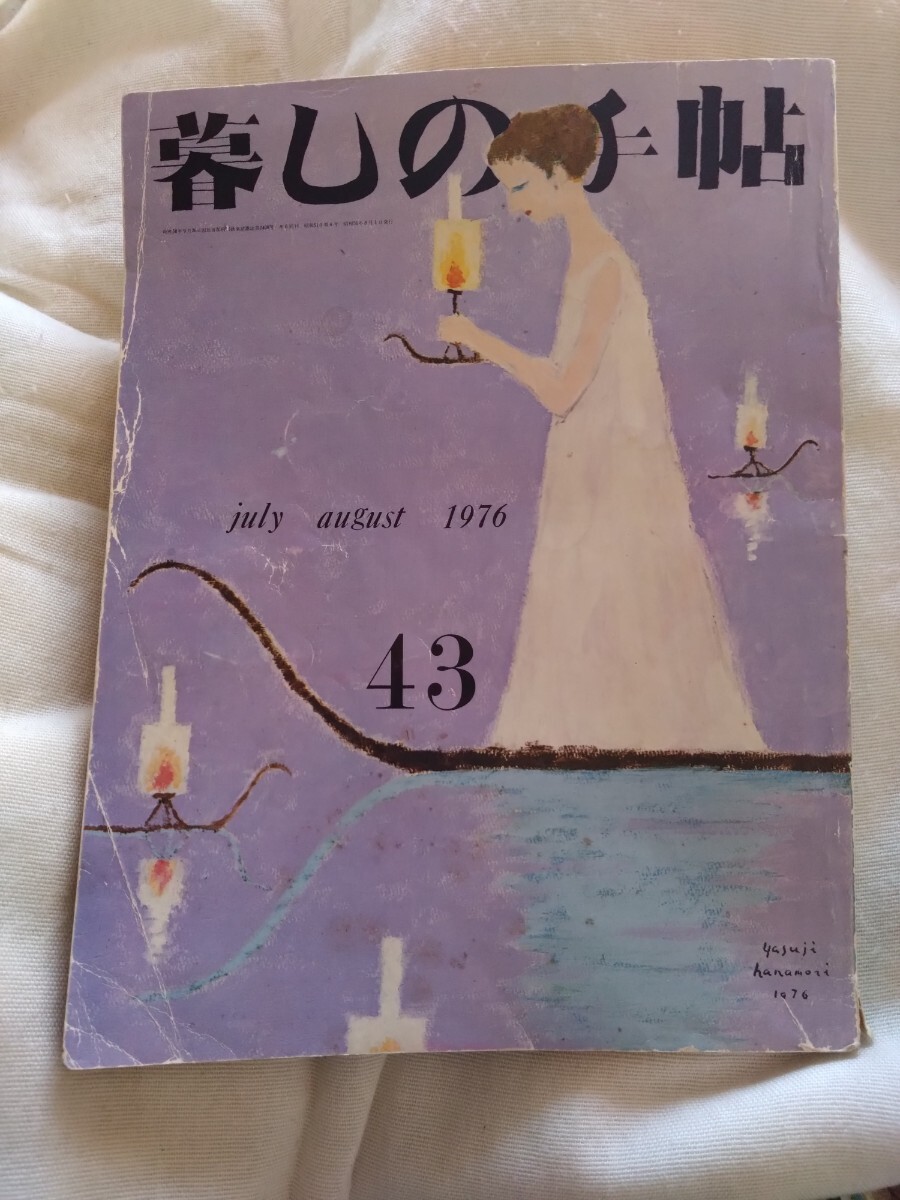 暮しの手帖
july august 1976
43
yasuji
hanamori
1976